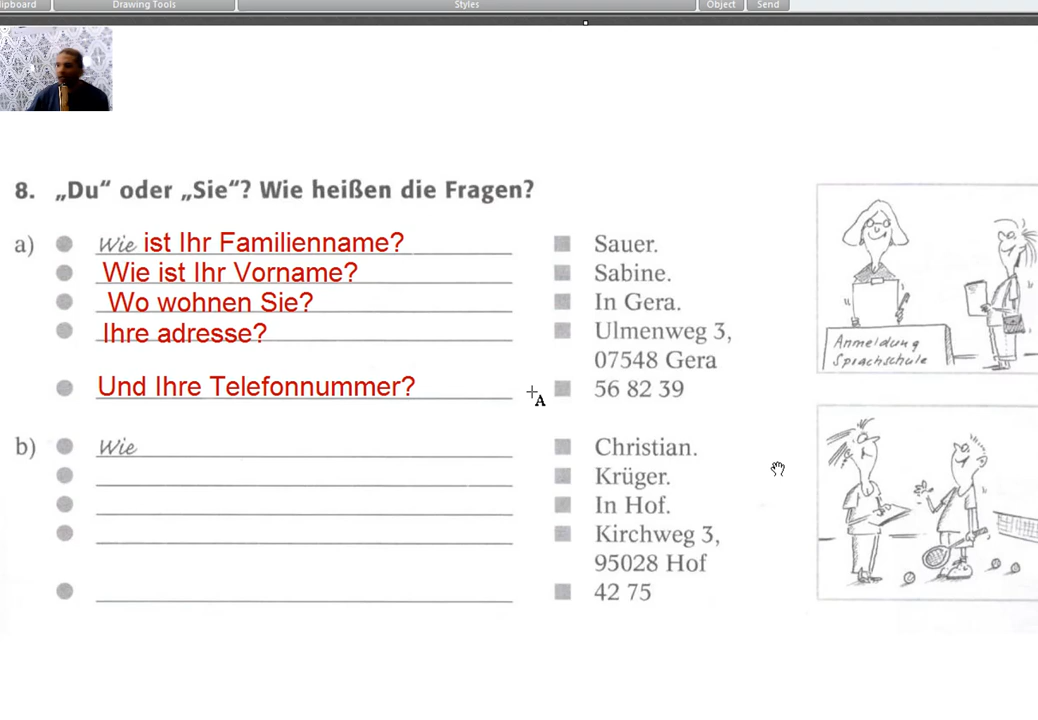 lipboard Drawing Tools Styles Object Send
8. „Du“ oder „Sie“? Wie heißen die Fragen?
a) Wie ist Ihr Familienname? Sauer.
Wie ist Ihr Vorname? Sabine.
Wo wohnen Sie? In Gera.
Ihre adresse? Ulmenweg 3,
07548 Gera
Und Ihre Telefonnummer? 56 82 39
Anmeldung
Sprachschule
b) Wie Christian.
Krüger.
In Hof.
Kirchweg 3,
95028 Hof
42 75